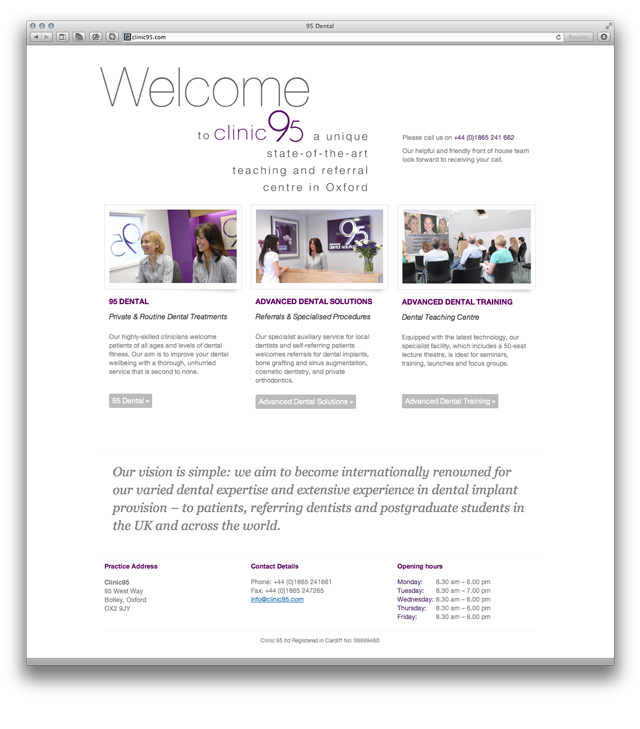 95 Dental
clinic95.com
Reader
Welcome
to clinic95 a unique
state-of-the-art
teaching and referral
centre in Oxford
Please call us on +44 (0)1865 241 662
Our helpful and friendly front of house team
look forward to receiving your call.
95 DENTAL
Private & Routine Dental Treatments
Our highly-skilled clinicians welcome
patients of all ages and levels of dental
fitness. Our aim is to improve your dental
wellbeing with a thorough, unhurried
service that is second to none.
95 Dental »
ADVANCED DENTAL SOLUTIONS
Referrals & Specialised Procedures
Our specialist auxiliary service for local
dentists and self-referring patients
welcomes referrals for dental implants,
bone grafting and sinus augmentation,
cosmetic dentistry, and private
orthodontics.
Advanced Dental Solutions »
ADVANCED DENTAL TRAINING
Dental Teaching Centre
Equipped with the latest technology, our
specialist facility, which includes a 50-seat
lecture theatre, is ideal for seminars,
training, launches and focus groups.
Advanced Dental Training »
Our vision is simple: we aim to become internationally renowned for
our varied dental expertise and extensive experience in dental implant
provision – to patients, referring dentists and postgraduate students in
the UK and across the world.
Practice Address
Clinic95
95 West Way
Botley, Oxford
OX2 9JY
Contact Details
Phone: +44 (0)1865 241661
Fax: +44 (0)1865 247265
info@clinic95.com
Opening hours
Monday: 8.30 am – 6.00 pm
Tuesday: 8.30 am – 7.00 pm
Wednesday: 8.30 am – 6.00 pm
Thursday: 8.30 am – 6.00 pm
Friday: 8.30 am – 6.00 pm
Clinic 95 ltd Registered in Cardiff No: 06899460